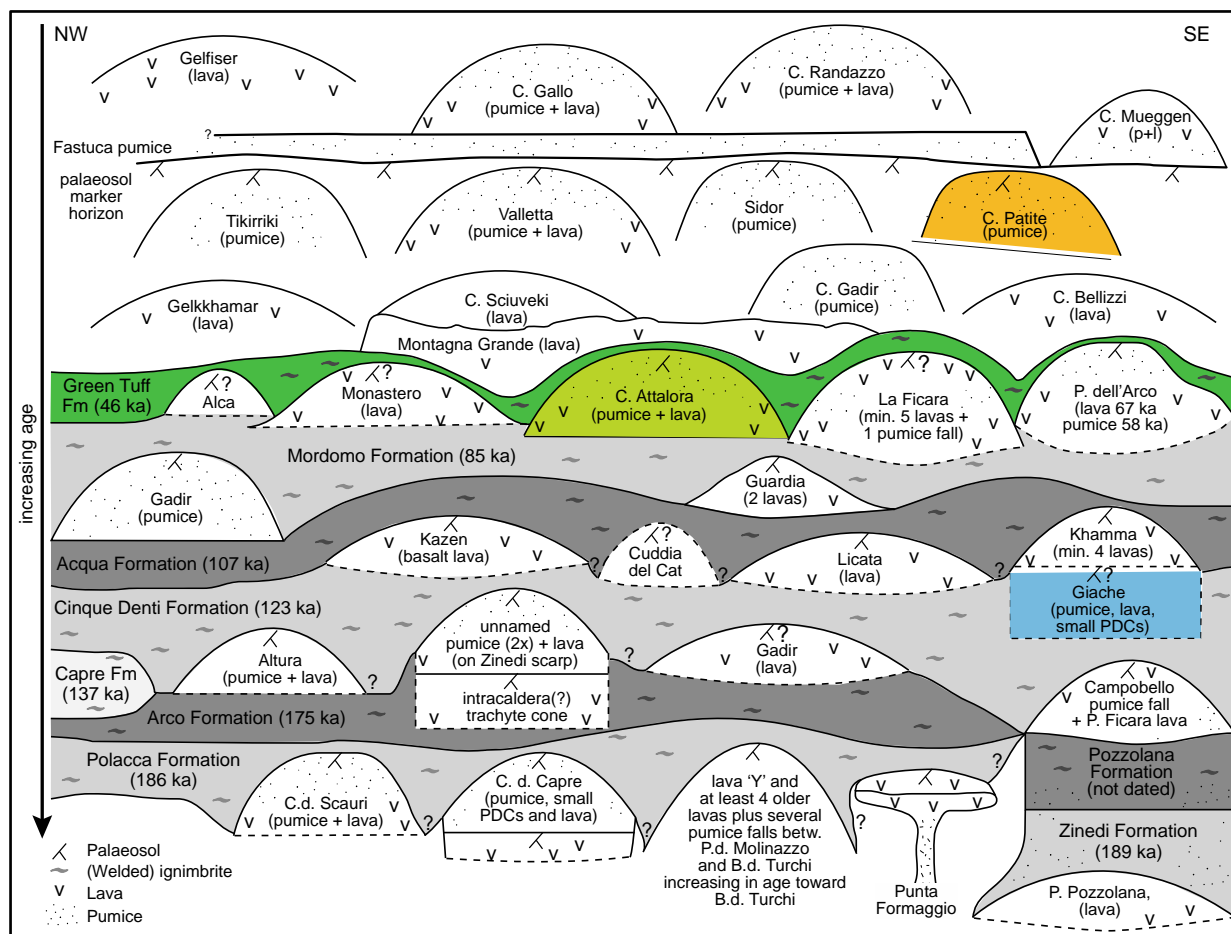 NW
SE
Gelfiser
(lava)
C. Gallo
(pumice + lava)
C. Randazzo
(pumice + lava)
C. Mueggen
(p+l)
?
Fastuca pumice
palaeosol
marker
horizon
Tikirriki
(pumice)
Valletta
(pumice + lava)
Sidor
(pumice)
C. Patite
(pumice)
Gelkkhamar
(lava)
C. Sciuveki
(lava)
C. Gadir
(pumice)
C. Bellizzi
(lava)
Montagna Grande (lava)
Green Tuff
Fm (46 ka)
?
Alca
?
Monastero
(lava)
C. Attalora
(pumice + lava)
?
La Ficara
(min. 5 lavas +
1 pumice fall)
P. dell'Arco
(lava 67 ka
pumice 58 ka)
Mordomo Formation (85 ka)
Gadir
(pumice)
Guardia
(2 lavas)
Acqua Formation (107 ka)
Kazen
(basalt lava)
?
?
Cuddia
del Cat
?
Licata
(lava)
?
Khamma
(min. 4 lavas)
?
Giache
(pumice, lava,
small PDCs)
Cinque Denti Formation (123 ka)
Capre Fm
(137 ka)
Altura
(pumice + lava)
?
unnamed
pumice (2x) + lava
(on Zinedi scarp)
intracaldera(?)
trachyte cone
?
?
Gadir
(lava)
Campobello
pumice fall
+ P. Ficara lava
Arco Formation (175 ka)
Polacca Formation
(186 ka)
C.d. Scauri
(pumice + lava)
?
C. d. Capre
(pumice, small
PDCs and lava)
?
lava 'Y' and
at least 4 older
lavas plus several
pumice falls betw.
P.d. Molinazzo
and B.d. Turchi
increasing in age toward
B.d. Turchi
?
?
Punta
Formaggio
Pozzolana
Formation
(not dated)
Zinedi Formation
(189 ka)
P. Pozzolana,
(lava)
increasing age
Palaeosol
(Welded) ignimbrite
v Lava
Pumice